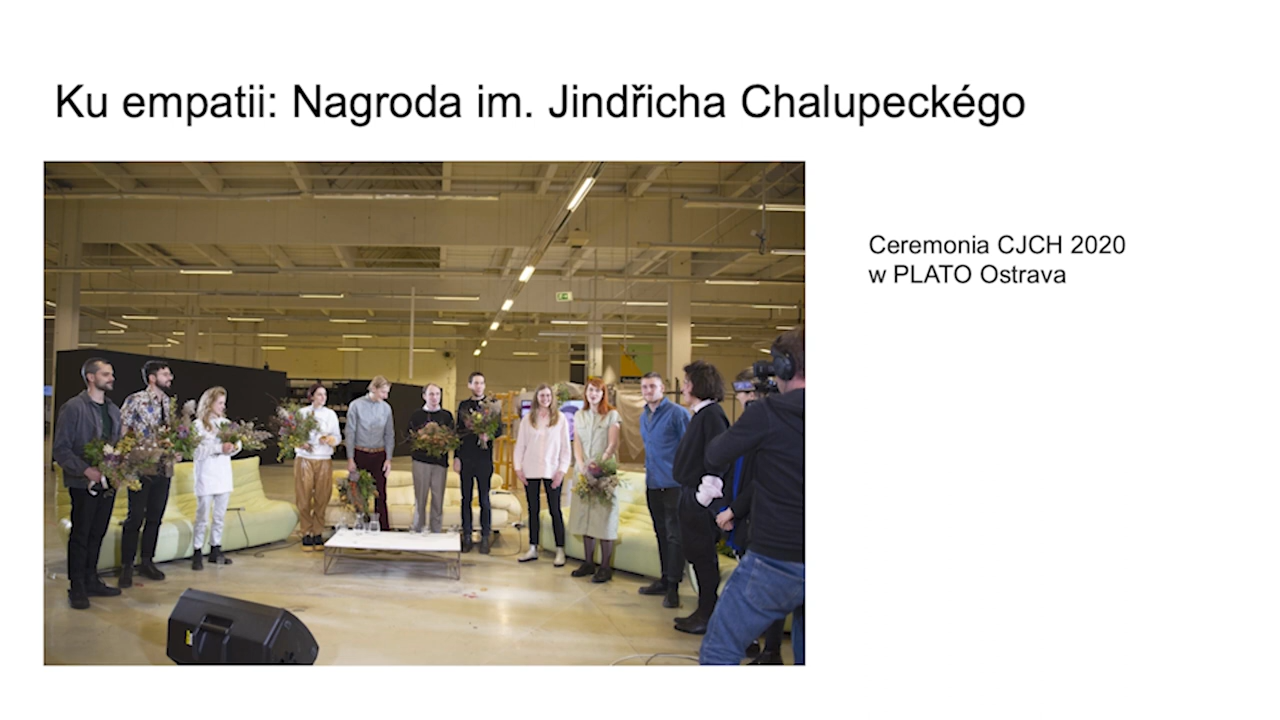 Ku empatii: Nagroda im. Jindřicha Chalupeckégo
Ceremonia CJCH 2020
w PLATO Ostrava